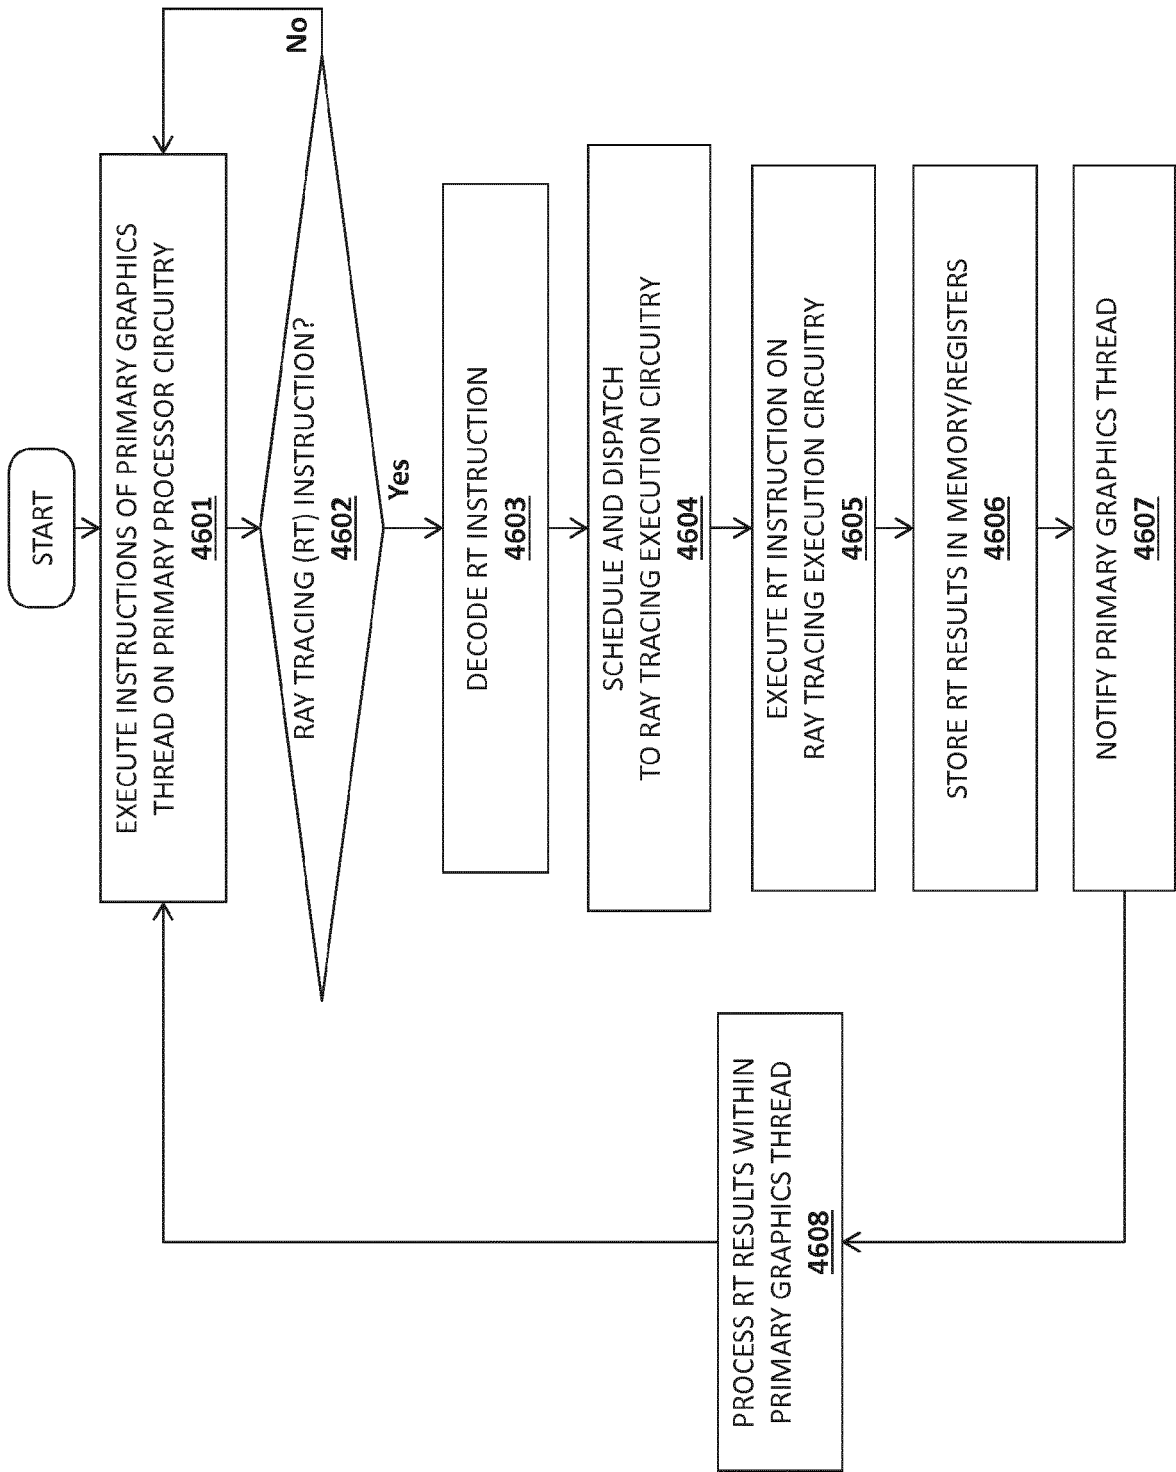 START
EXECUTE INSTRUCTIONS OF PRIMARY GRAPHICS
THREAD ON PRIMARY PROCESSOR CIRCUITRY
4601
No
RAY TRACING (RT) INSTRUCTION?
4602
Yes
DECODE RT INSTRUCTION
4603
SCHEDULE AND DISPATCH
TO RAY TRACING EXECUTION CIRCUITRY
4604
EXECUTE RT INSTRUCTION ON
RAY TRACING EXECUTION CIRCUITRY
4605
STORE RT RESULTS IN MEMORY/REGISTERS
4606
NOTIFY PRIMARY GRAPHICS THREAD
4607
PROCESS RT RESULTS WITHIN
PRIMARY GRAPHICS THREAD
4608